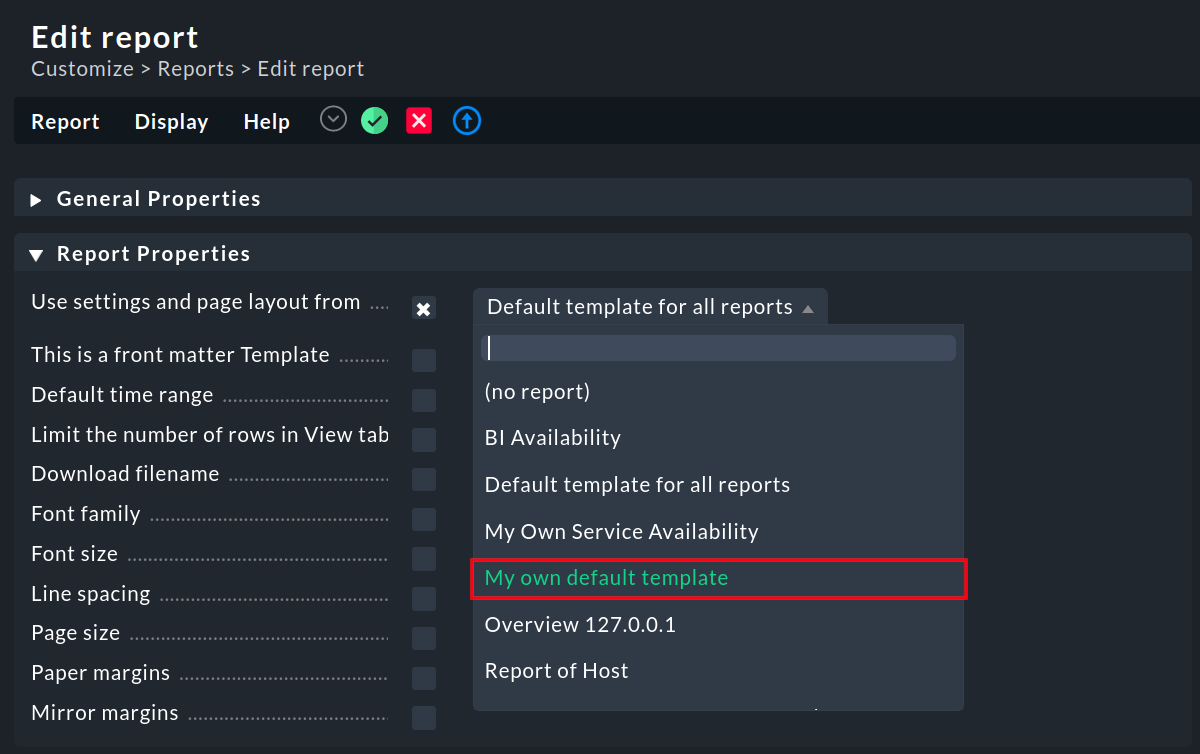 Edit report
Customize > Reports > Edit report
Report Display Help
General Properties
Report Properties
Use settings and page layout from .... Default template for all reports
This is a front matter Template
(no report)
Default time range
BI Availability
Limit the number of rows in View tab
Default template for all reports
Download filename
My Own Service Availability
Font family
My own default template
Font size
Overview 127.0.0.1
Line spacing
Report of Host
Page size
Paper margins
Mirror margins